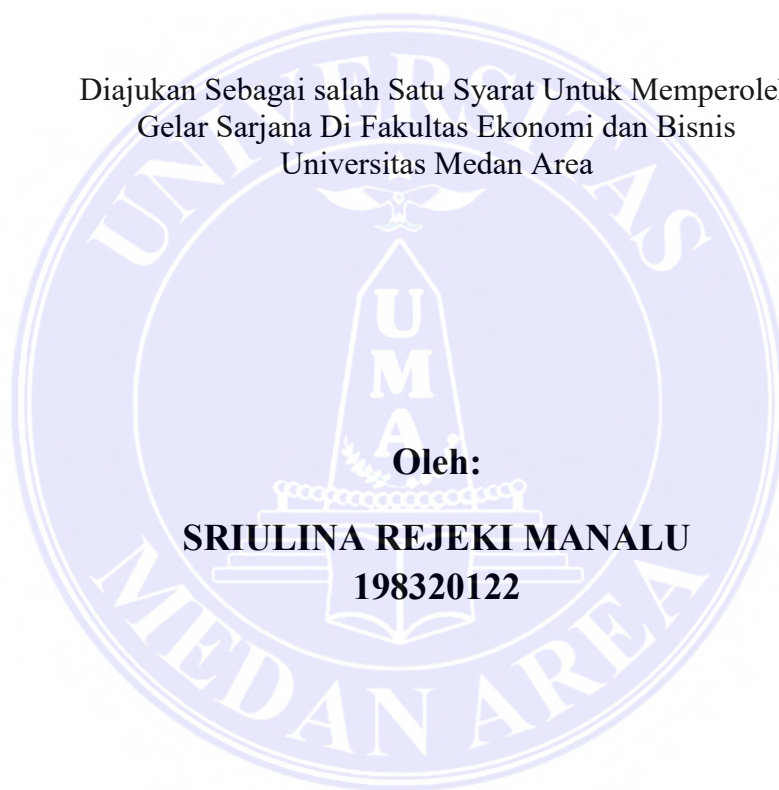 Diajukan Sebagai salah Satu Syarat Untuk Memperoleh
Gelar Sarjana Di Fakultas Ekonomi dan Bisnis
Universitas Medan Area
UNIVERSITAS
UMA
Oleh:
SRIULINA REJEKI MANALU
198320122
MEDAN AREA